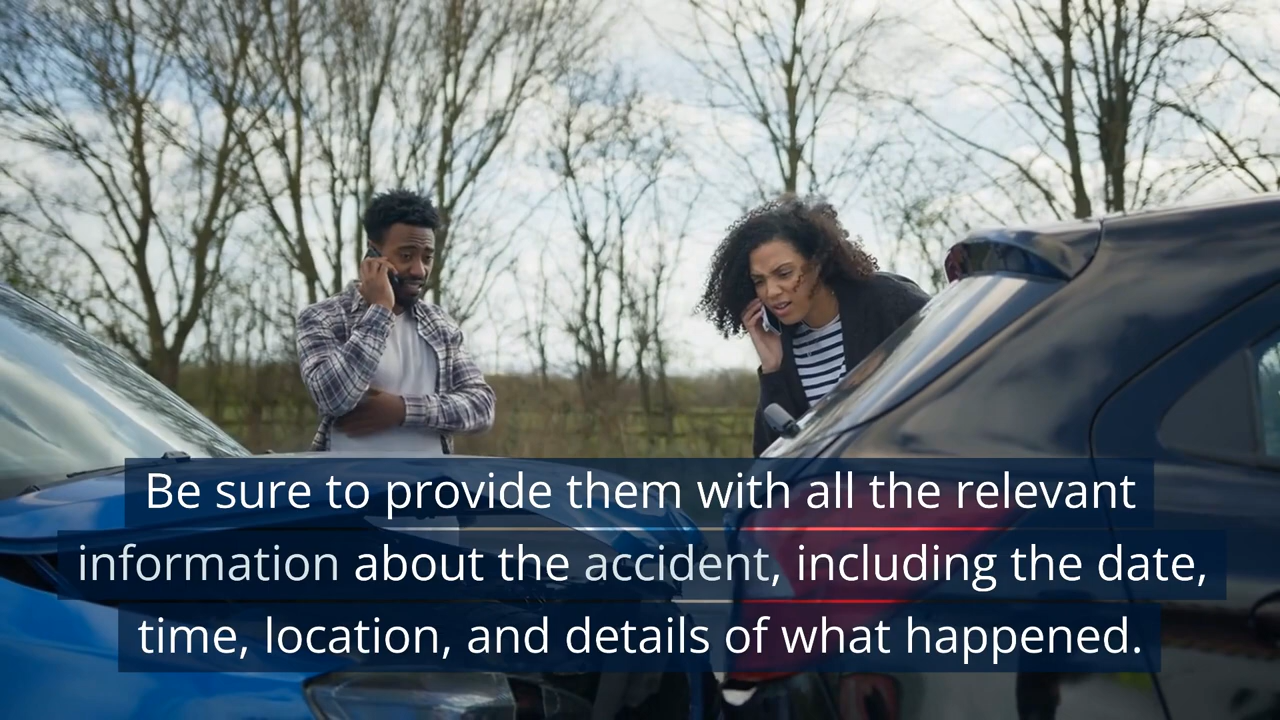 Be sure to provide them with all the relevant
information about the accident, including the date,
time, location, and details of what happened.